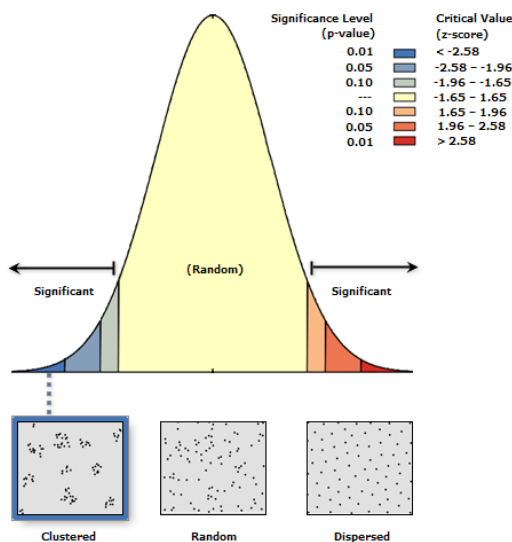 Significance Level Critical Value
(p-value) (z-score)
0.01 < -2.58
0.05 -2.58 – -1.96
0.10 -1.96 – -1.65
--- -1.65 – 1.65
0.10 1.65 – 1.96
0.05 1.96 – 2.58
0.01 > 2.58
(Random)
Significant Significant
Clustered Random Dispersed